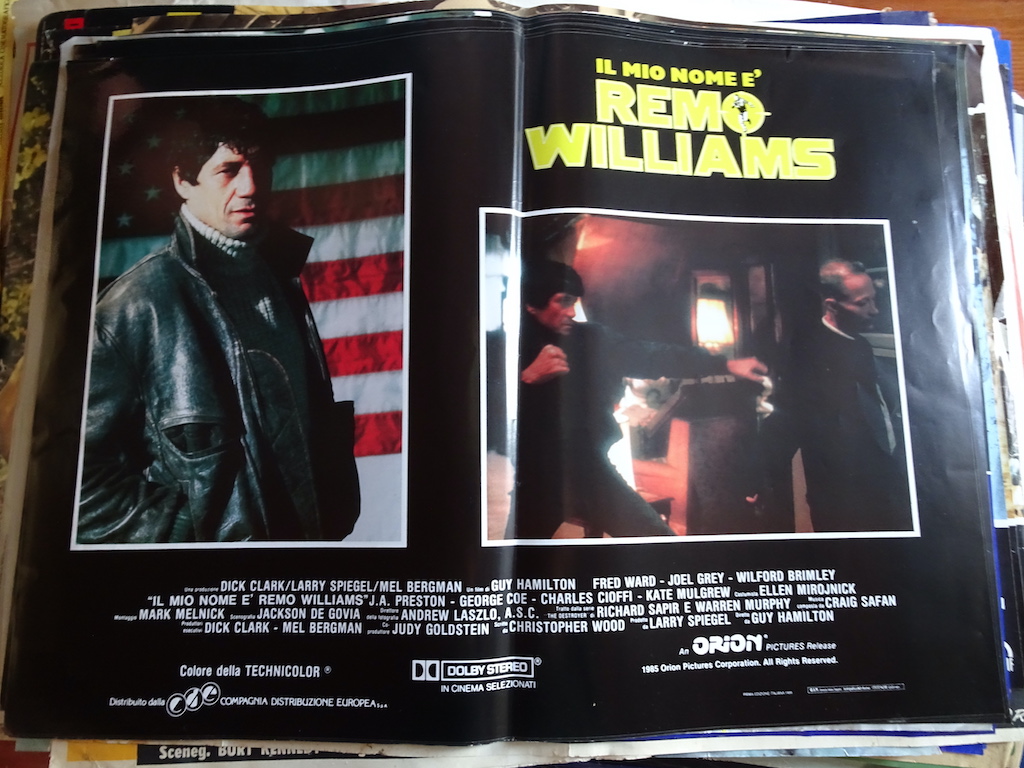 IL MIO NOME E'
REMO
WILLIAMS
Una produzione DICK CLARK/LARRY SPIEGEL/MEL BERGMAN Un film di GUY HAMILTON FRED WARD - JOEL GREY - WILFORD BRIMLEY
"IL MIO NOME E' REMO WILLIAMS" J.A. PRESTON - GEORGE COE - CHARLES CIOFFI - KATE MULGREW Costumista ELLEN MIROJNICK
Montaggio MARK MELNICK Scenografo JACKSON DE GOVIA Direttore della fotografia ANDREW LASZLO, A.S.C. Tratto dalla serie "THE DESTROYER" di RICHARD SAPIR E WARREN MURPHY Musica composta da CRAIG SAFAN
Produttori esecutivi DICK CLARK - MEL BERGMAN Co-produttore JUDY GOLDSTEIN Scritto da CHRISTOPHER WOOD Prodotto da LARRY SPIEGEL Diretto da GUY HAMILTON
An ORION PICTURES Release
1985 Orion Pictures Corporation. All Rights Reserved.
Colore della TECHNICOLOR ®
DOLBY STEREO ®
IN CINEMA SELEZIONATI
Distribuito dalla cde COMPAGNIA DISTRIBUZIONE EUROPEA S.p.A.
PRIMA EDIZIONE ITALIANA 1985
Sceneg. BURT KENNEDY